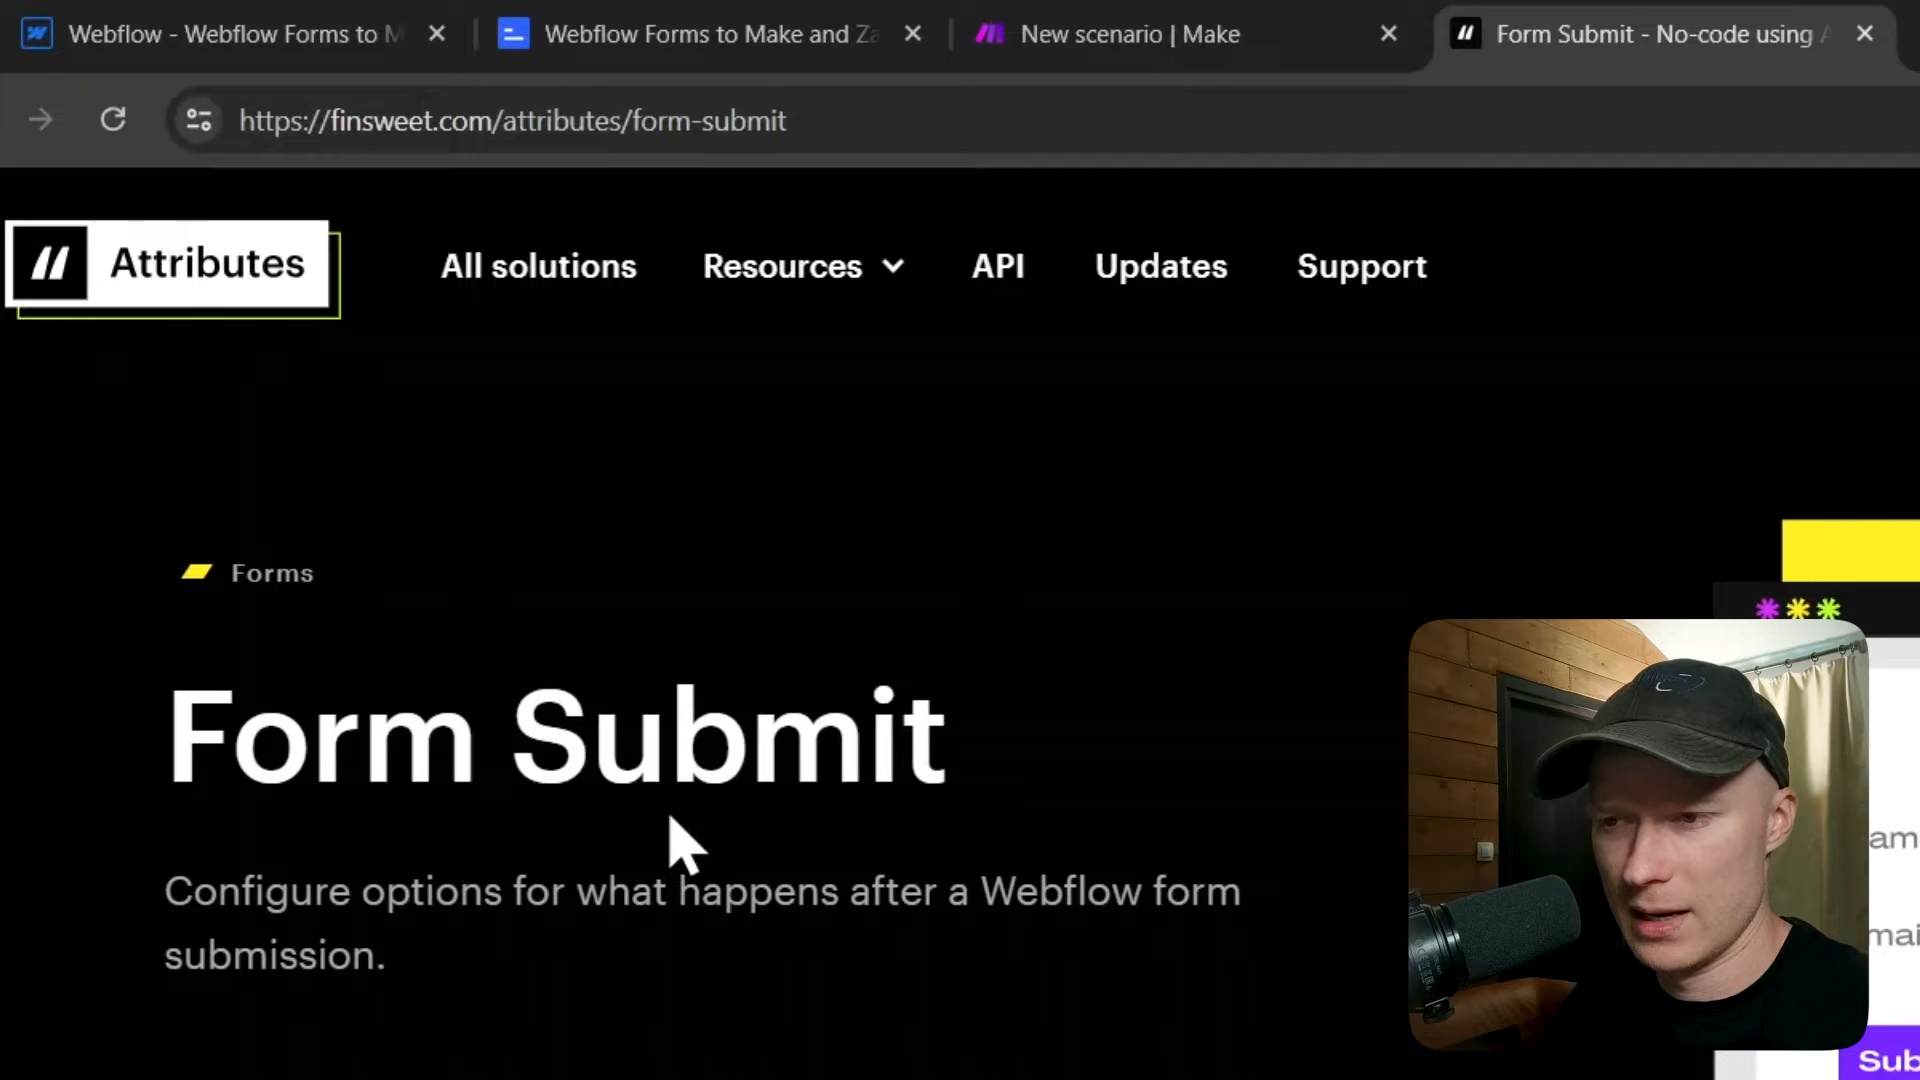 Webflow - Webflow Forms to M
Webflow Forms to Make and Za
New scenario | Make
Form Submit - No-code using A
https://finsweet.com/attributes/form-submit
Attributes
All solutions
Resources
API
Updates
Support
Forms
Form Submit
Configure options for what happens after a Webflow form
submission.
am
mai
Sub